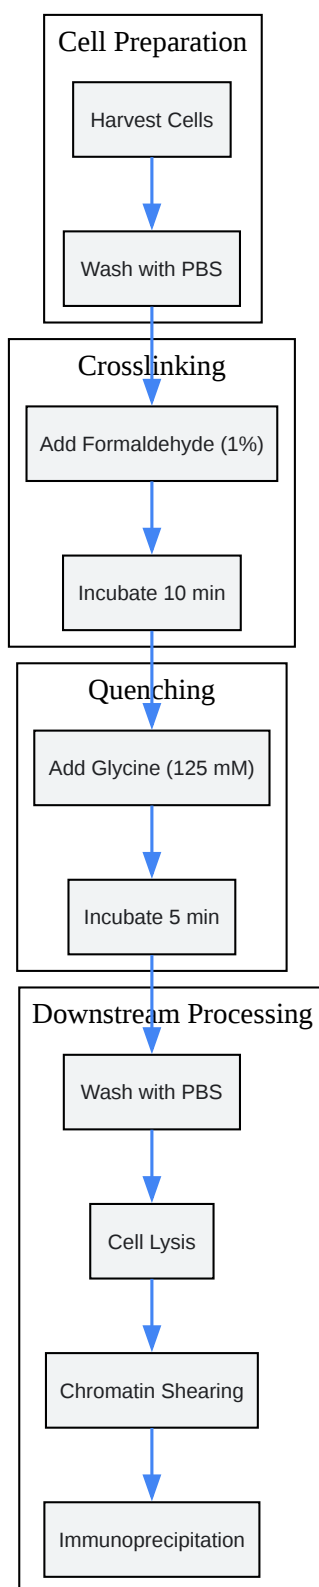 Cell Preparation
Harvest Cells
Wash with PBS
Crosslinking
Add Formaldehyde (1%)
Incubate 10 min
Quenching
Add Glycine (125 mM)
Incubate 5 min
Downstream Processing
Wash with PBS
Cell Lysis
Chromatin Shearing
Immunoprecipitation